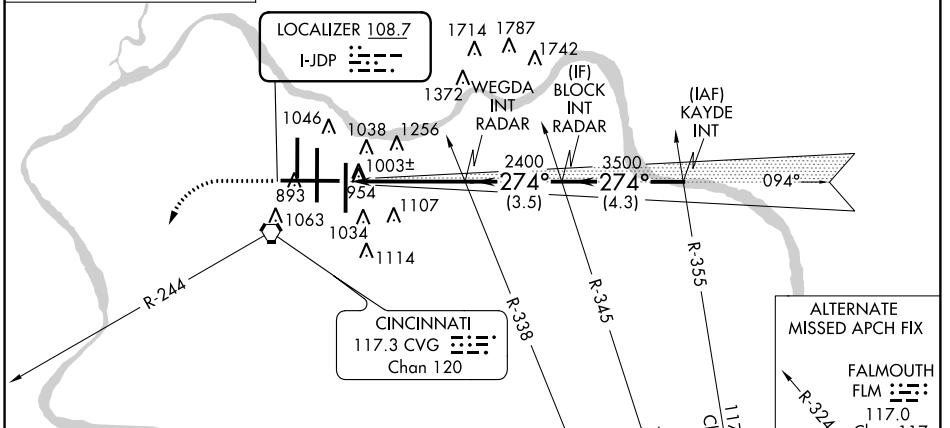 LOCALIZER 108.7
I-JDP
1714
1787
1742
1372
WEGDA
INT
RADAR
(IF)
BLOCK
INT
RADAR
(IAF)
KAYDE
INT
1046
1038
1256
1003±
2400
3500
274°
274°
094°
(3.5)
(4.3)
893
954
1063
1034
1107
1114
R-244
R-338
R-345
R-355
CINCINNATI
117.3 CVG
Chan 120
ALTERNATE
MISSED APCH FIX
FALMOUTH
FLM
117.0
R-324